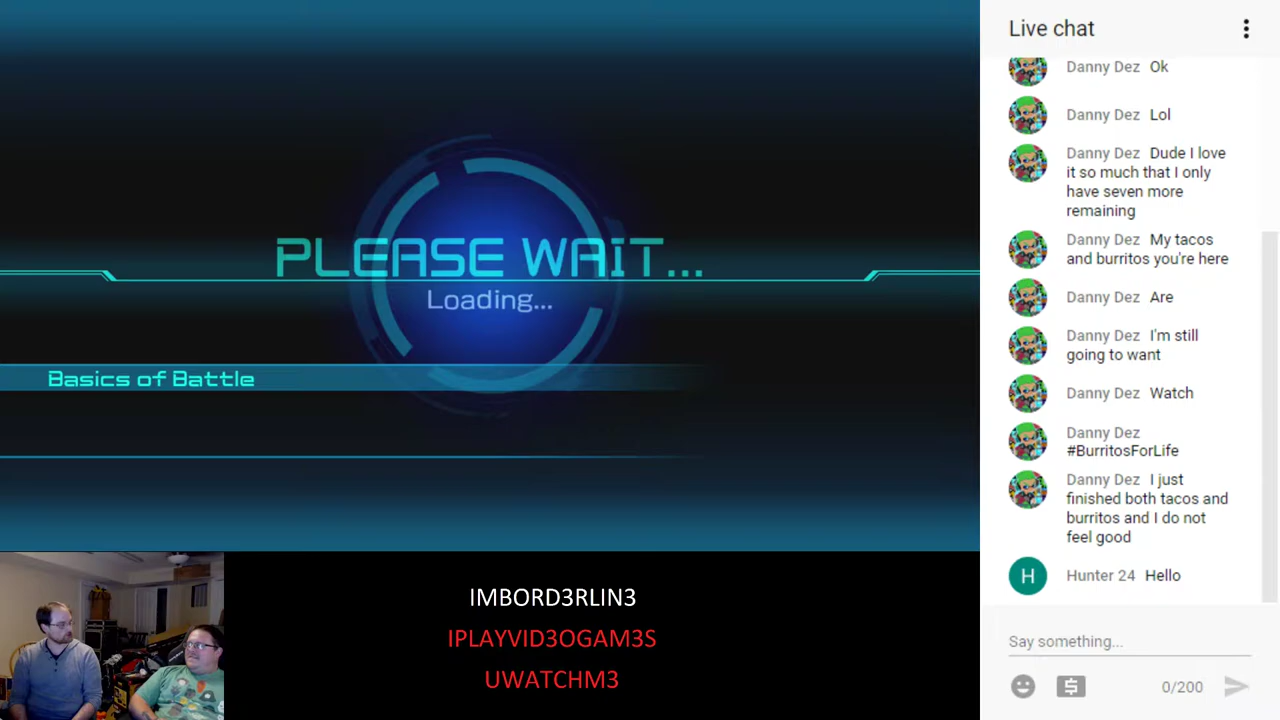 PLEASE WAIT...
Loading...
Basics of Battle
IMBORD3RLIN3
IPLAYVID3OGAM3S
UWATCHM3
Live chat
Danny Dez Ok
Danny Dez Lol
Danny Dez Dude I love
it so much that I only
have seven more
remaining
Danny Dez My tacos
and burritos you're here
Danny Dez Are
Danny Dez I'm still
going to want
Danny Dez Watch
Danny Dez
#BurritosForLife
Danny Dez I just
finished both tacos and
burritos and I do not
feel good
H Hunter 24 Hello
Say something...
0/200